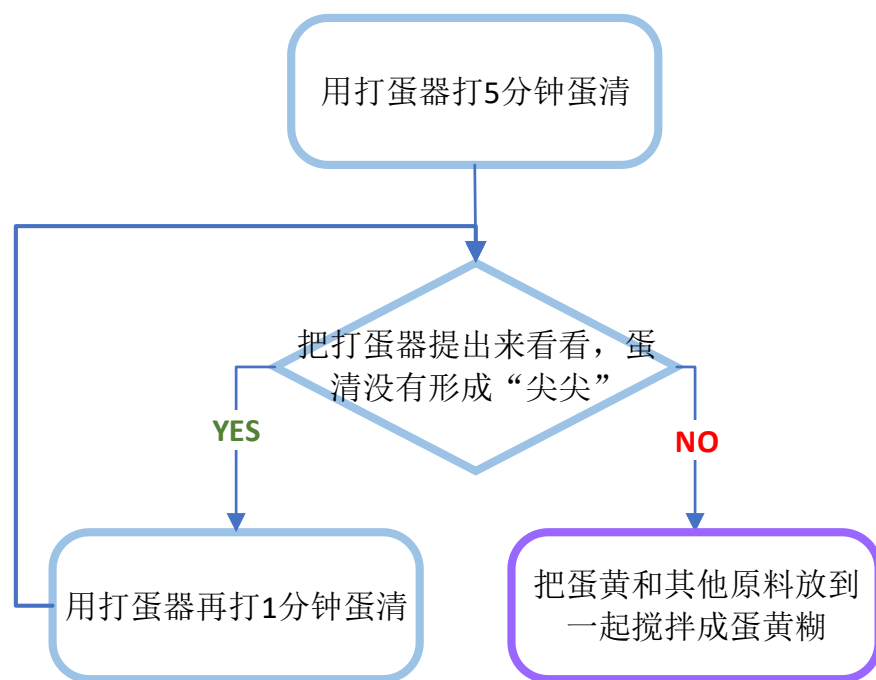 用打蛋器打5分钟蛋清
把打蛋器提出来看看，蛋
清没有形成“尖尖”
YES
NO
用打蛋器再打1分钟蛋清
把蛋黄和其他原料放到
一起搅拌成蛋黄糊